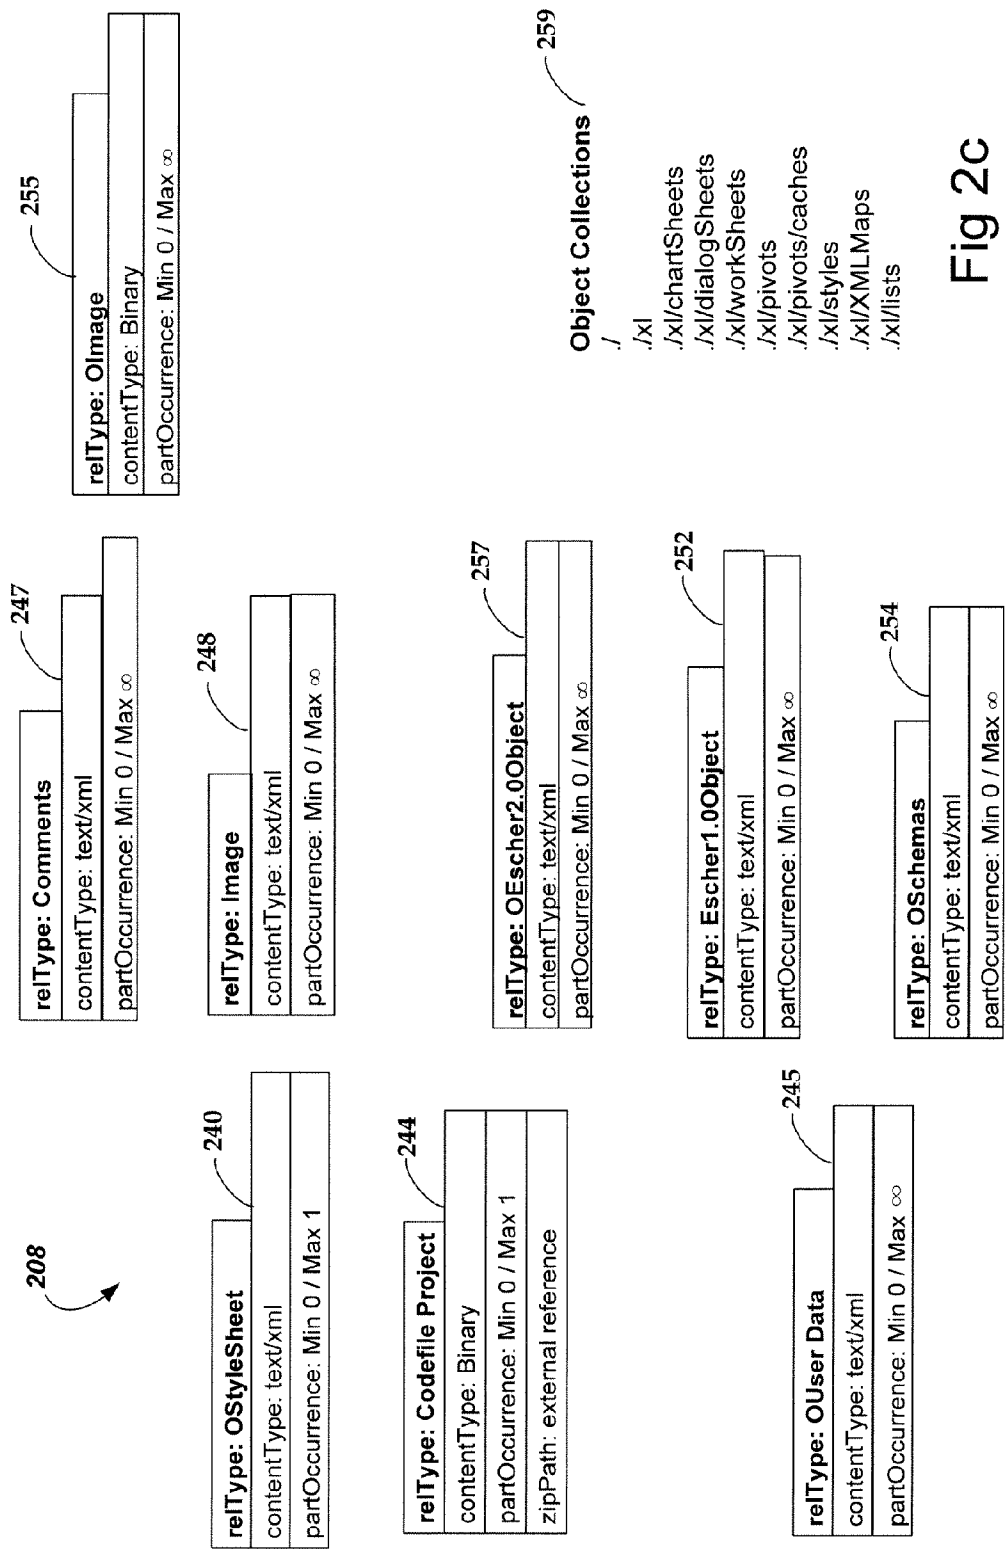 208
240
relType: OStyleSheet
contentType: text/xml
partOccurrence: Min 0 / Max 1
244
relType: Codefile Project
contentType: Binary
partOccurrence: Min 0 / Max 1
zipPath: external reference
245
relType: OUser Data
contentType: text/xml
partOccurrence: Min 0 / Max ∞
247
relType: Comments
contentType: text/xml
partOccurrence: Min 0 / Max ∞
248
relType: Image
contentType: text/xml
partOccurrence: Min 0 / Max ∞
257
relType: OEscher2.0Object
contentType: text/xml
partOccurrence: Min 0 / Max ∞
252
relType: Escher1.0Object
contentType: text/xml
partOccurrence: Min 0 / Max ∞
254
relType: OSchemas
contentType: text/xml
partOccurrence: Min 0 / Max ∞
255
relType: OImage
contentType: Binary
partOccurrence: Min 0 / Max ∞
259
Object Collections
./
./xl
./xl/chartSheets
./xl/dialogSheets
./xl/workSheets
./xl/pivots
./xl/pivots/caches
./xl/styles
./xl/XMLMaps
./xl/lists
Fig 2c